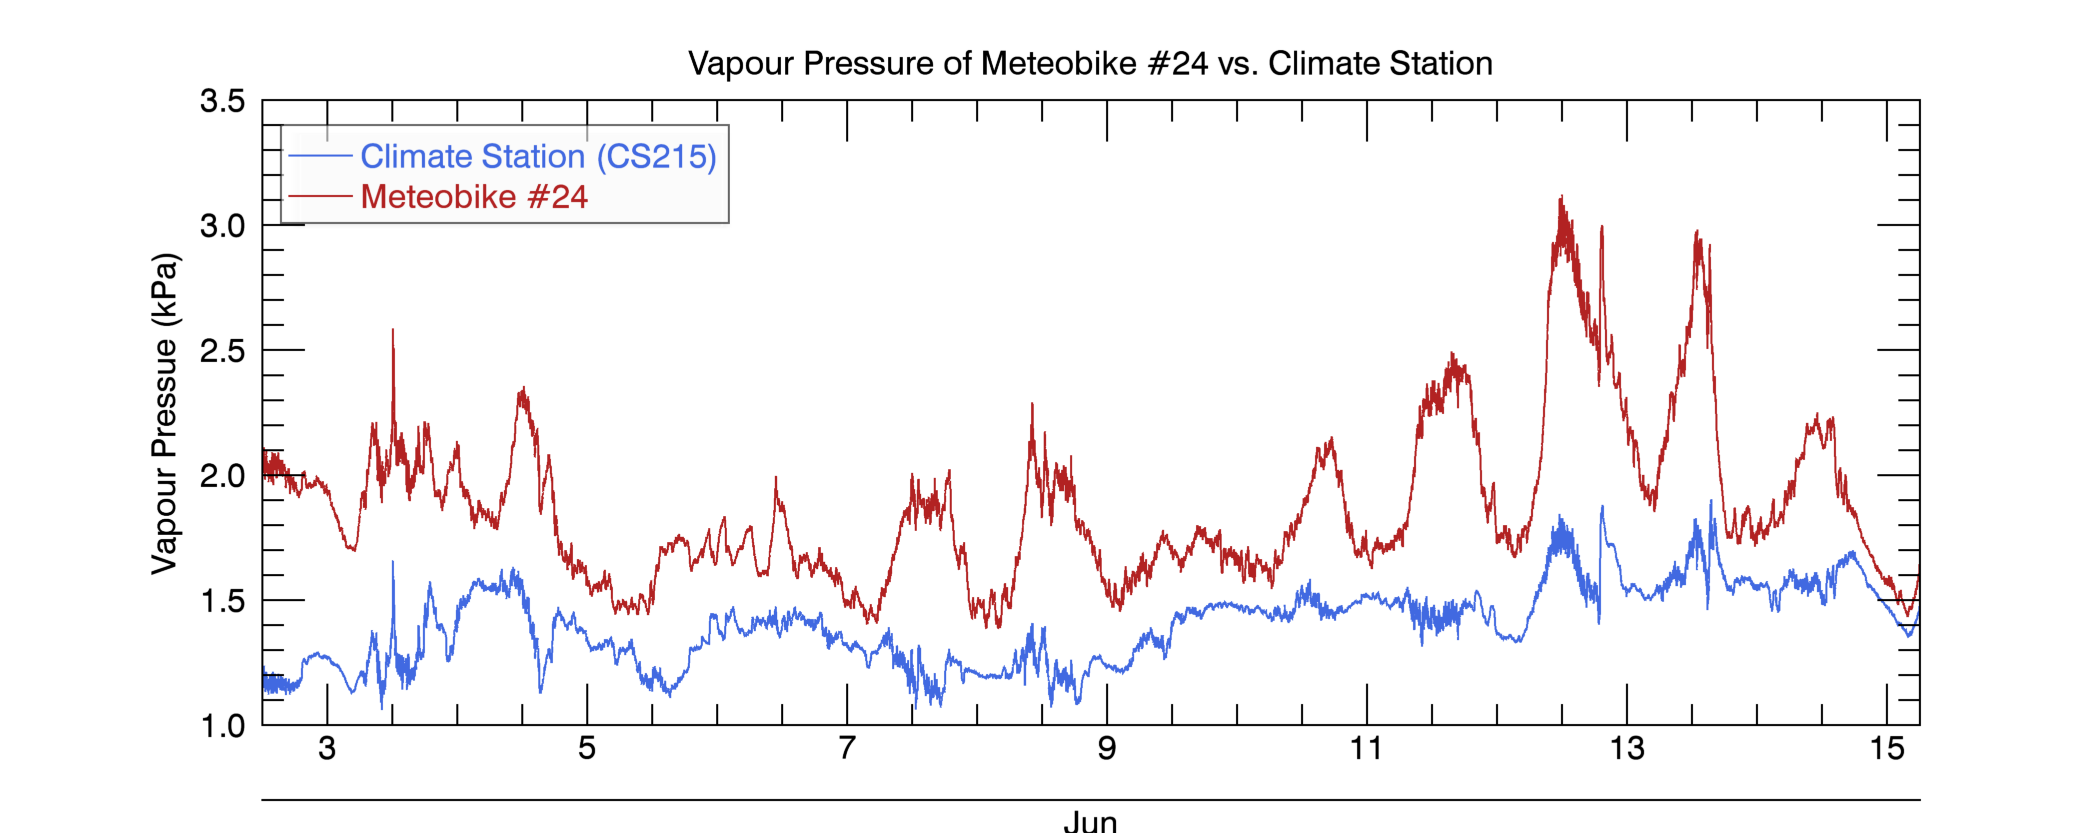 Vapour Pressure of Meteobike #24 vs. Climate Station
3.5
Climate Station (CS215)
Meteobike #24
3.0
2.5
2.0
1.5
1.0
Vapour Pressue (kPa)
3 5 7 9 11 13 15
Jun